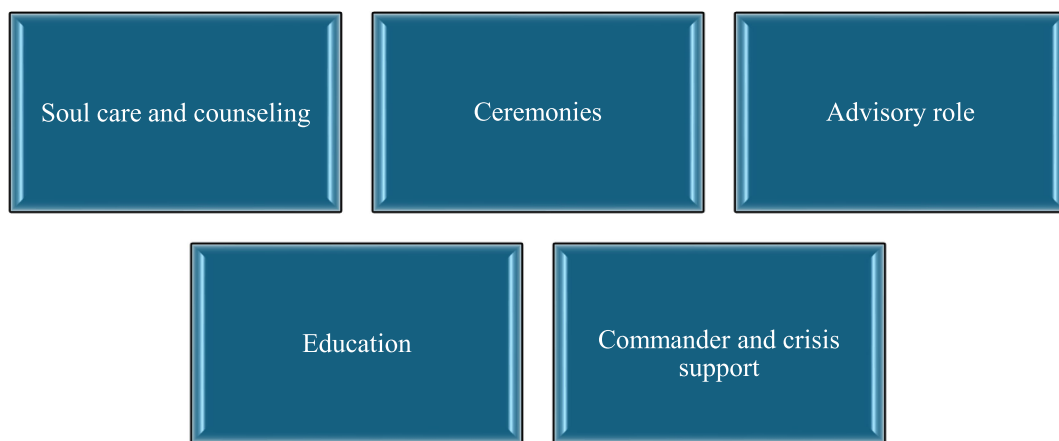 Soul care and counseling
Ceremonies
Advisory role
Education
Commander and crisis
support